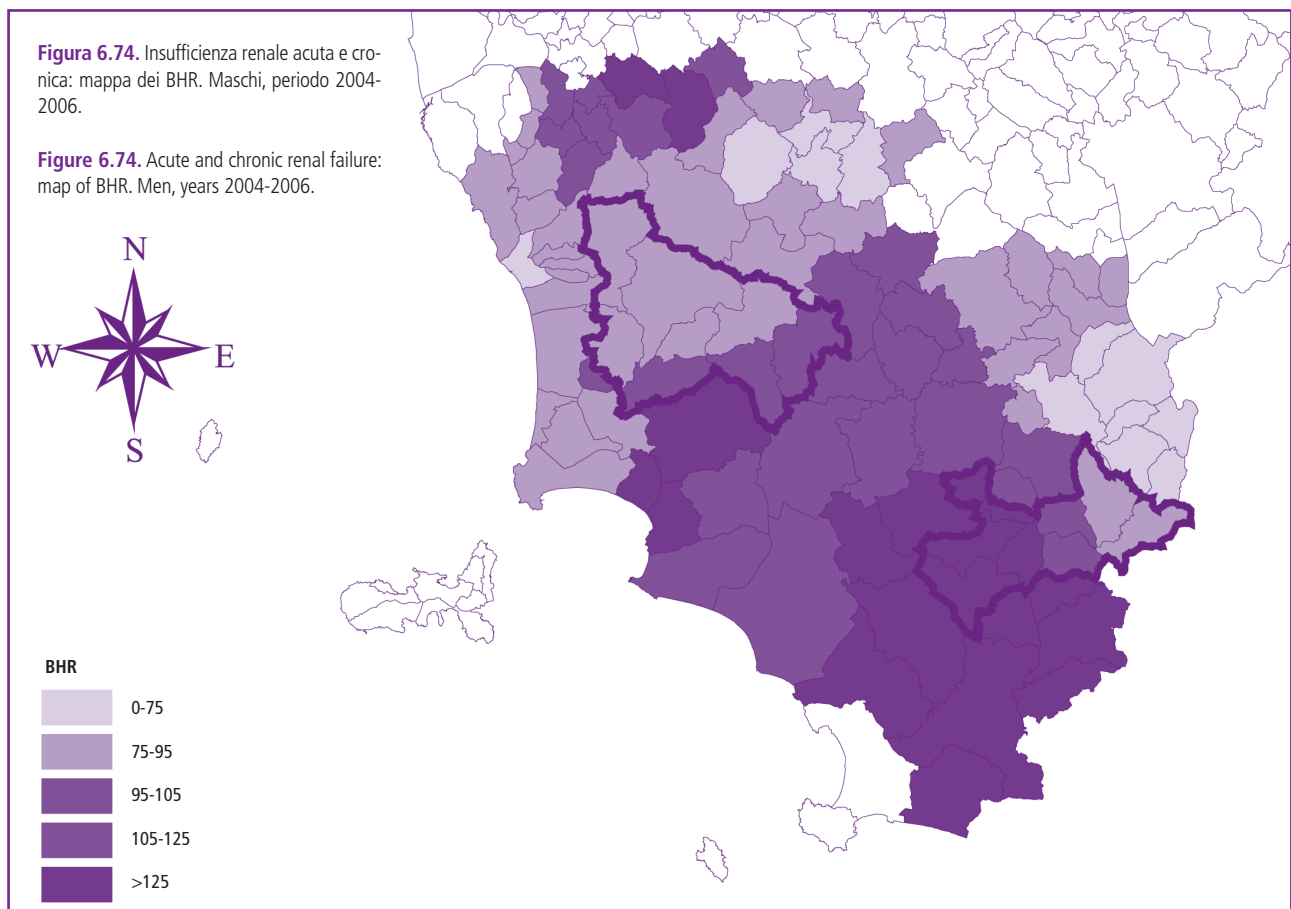 Figura 6.74. Insufficienza renale acuta e cro-
nica: mappa dei BHR. Maschi, periodo 2004-
2006.
Figure 6.74. Acute and chronic renal failure:
map of BHR. Men, years 2004-2006.
N
W E
S
BHR
0-75
75-95
95-105
105-125
>125